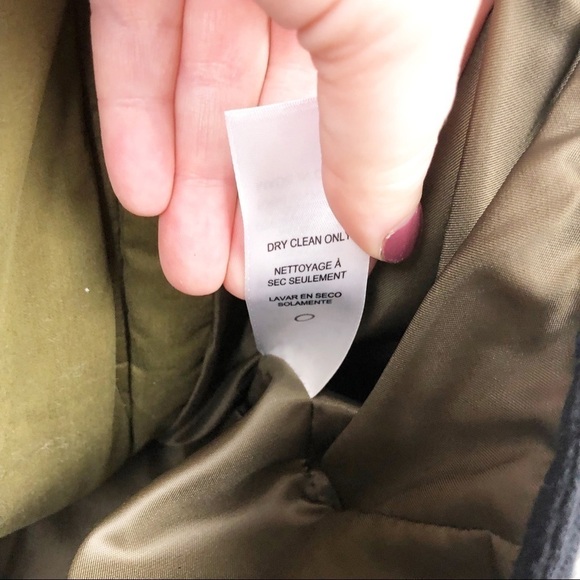 DRY CLEAN ONLY
NETTOYAGE À
SEC SEULEMENT
LAVAR EN SECO
SOLAMENTE